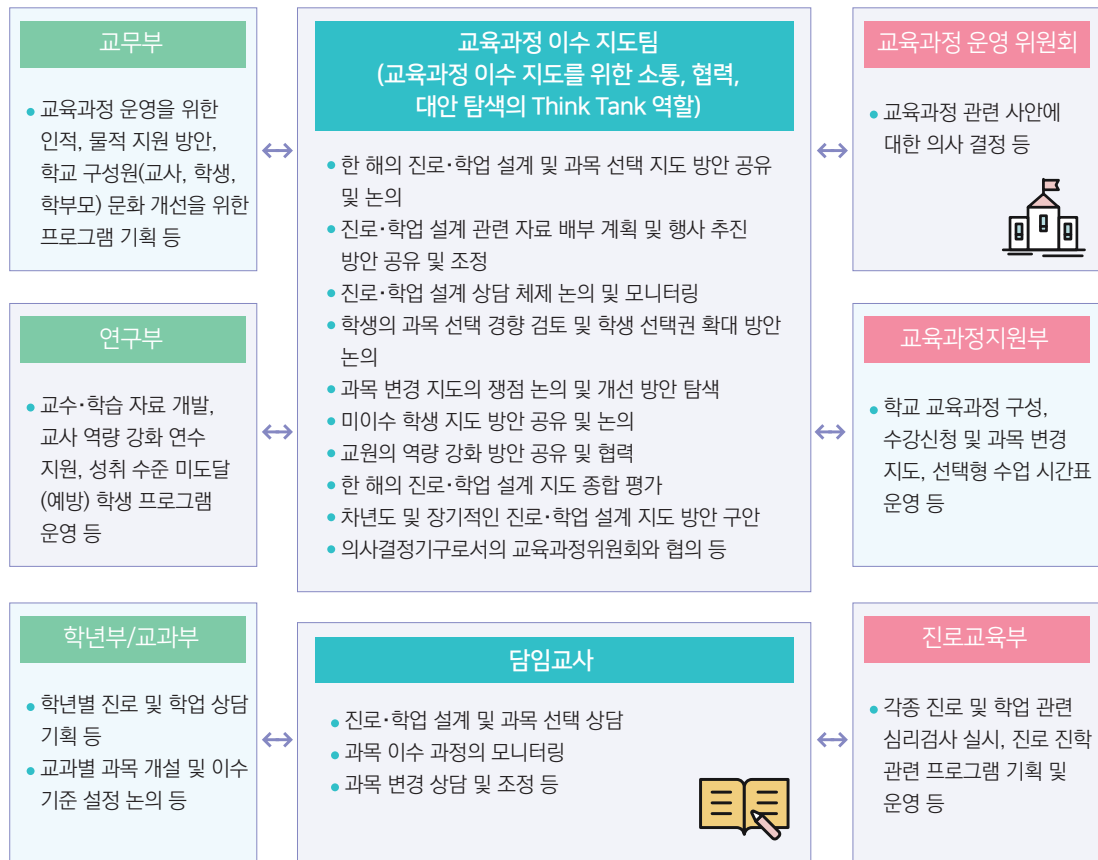 교무부
• 교육과정 운영을 위한
인적, 물적 지원 방안,
학교 구성원(교사, 학생,
학부모) 문화 개선을 위한
프로그램 기획 등
교육과정 이수 지도팀
(교육과정 이수 지도를 위한 소통, 협력,
대안 탐색의 Think Tank 역할)
• 한 해의 진로·학업 설계 및 과목 선택 지도 방안 공유
및 논의
• 진로·학업 설계 관련 자료 배부 계획 및 행사 추진
방안 공유 및 조정
• 진로·학업 설계 상담 체제 논의 및 모니터링
• 학생의 과목 선택 경향 검토 및 학생 선택권 확대 방안
논의
• 과목 변경 지도의 쟁점 논의 및 개선 방안 탐색
• 미이수 학생 지도 방안 공유 및 논의
• 교원의 역량 강화 방안 공유 및 협력
• 한 해의 진로·학업 설계 지도 종합 평가
• 차년도 및 장기적인 진로·학업 설계 지도 방안 구안
• 의사결정기구로서의 교육과정위원회와 협의 등
교육과정 운영 위원회
• 교육과정 관련 사안에
대한 의사 결정 등
연구부
• 교수·학습 자료 개발,
교사 역량 강화 연수
지원, 성취 수준 미도달
(예방) 학생 프로그램
운영 등
교육과정지원부
• 학교 교육과정 구성,
수강신청 및 과목 변경
지도, 선택형 수업 시간표
운영 등
학년부/교과부
• 학년별 진로 및 학업 상담
기획 등
• 교과별 과목 개설 및 이수
기준 설정 논의 등
담임교사
• 진로·학업 설계 및 과목 선택 상담
• 과목 이수 과정의 모니터링
• 과목 변경 상담 및 조정 등
진로교육부
• 각종 진로 및 학업 관련
심리검사 실시, 진로 진학
관련 프로그램 기획 및
운영 등